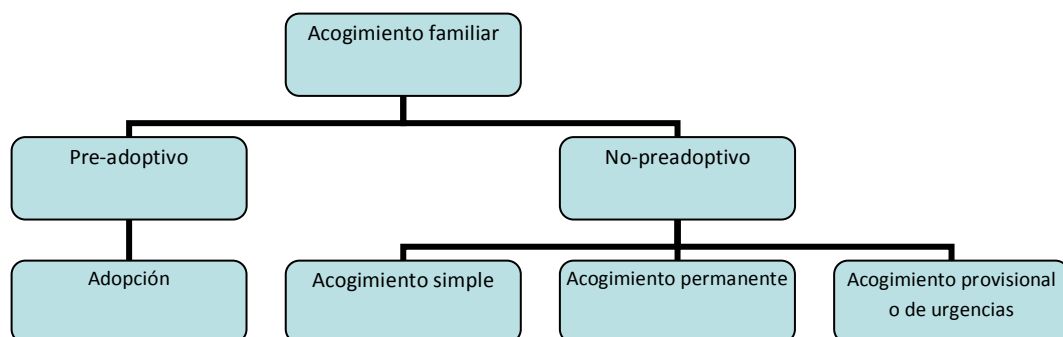 Acogimiento familiar
Pre-adoptivo
No-preadoptivo
Adopción
Acogimiento simple
Acogimiento permanente
Acogimiento provisional
o de urgencias